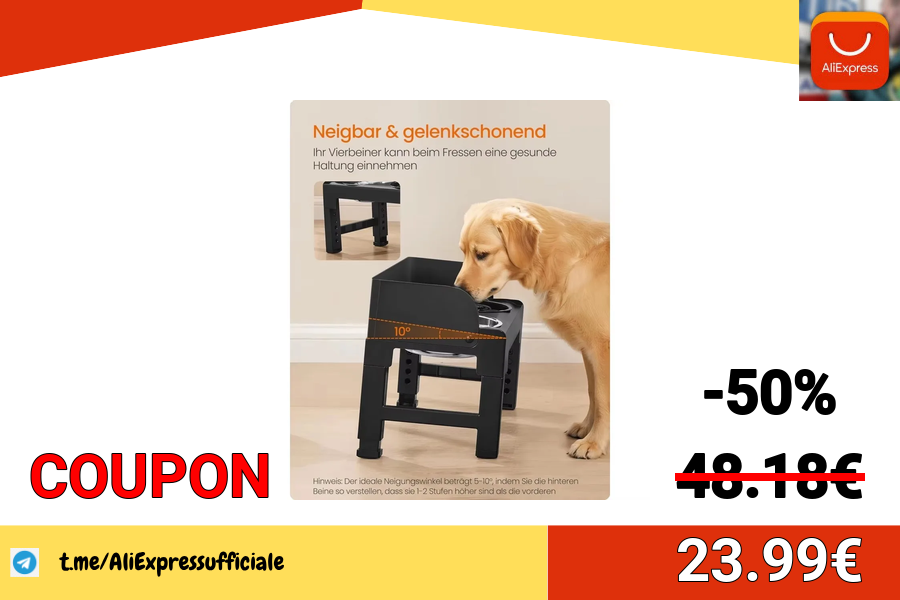 AliExpress
Neigbar & gelenkschonend
Ihr Vierbeiner kann beim Fressen eine gesunde
Haltung einnehmen
10°
Hinweis: Der ideale Neigungswinkel beträgt 5-10°, indem Sie die hinteren
Beine so verstellen, dass sie 1-2 Stufen höher sind als die vorderen
-50%
COUPON
48.18€
t.me/AliExpressufficiale
23.99€